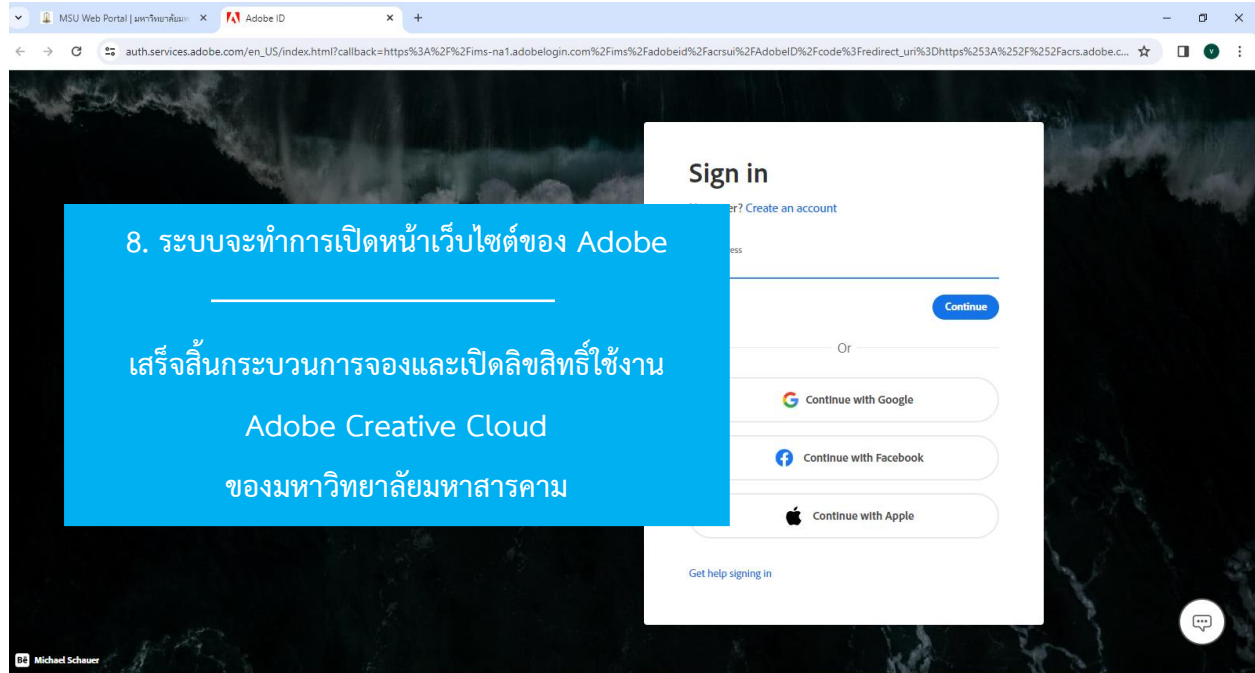 MSU Web Portal | มหาวิทยาลัยมหา
Adobe ID
auth.services.adobe.com/en_US/index.html?callback=https%3A%2F%2Fims-na1.adobelogin.com%2Fims%2Fadobeid%2Facrsui%2FAdobeID%2Fcode%3Fredirect_uri%3Dhttps%253A%252F%252Facrs.adobe.c...
V
Sign in
er? Create an account
ess
Continue
Or
Continue with Google
Continue with Facebook
Continue with Apple
Get help signing in
8. ระบบจะทำการเปิดหน้าเว็บไซต์ของ Adobe
เสร็จสิ้นกระบวนการจองและเปิดลิขสิทธิ์ใช้งาน
Adobe Creative Cloud
ของมหาวิทยาลัยมหาสารคาม
Bē Michael Schauer